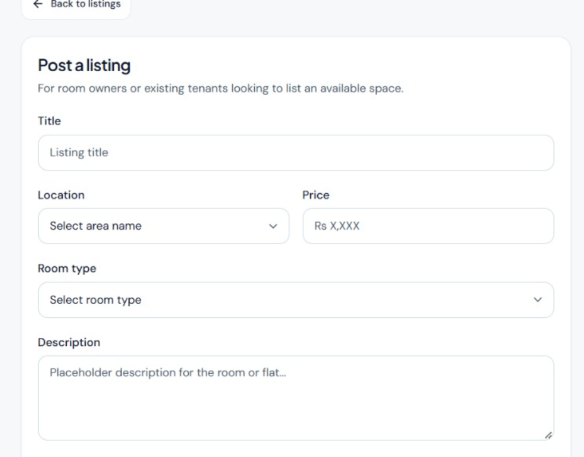 Back to listings
Post a listing
For room owners or existing tenants looking to list an available space.
Title
Listing title
Location
Price
Select area name
Rs X,XXX
Room type
Select room type
Description
Placeholder description for the room or flat...